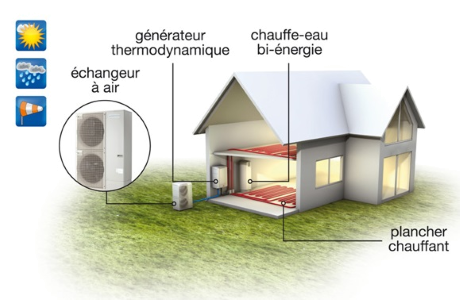 générateur
thermodynamique
chauffe-eau
bi-énergie
échangeur
à air
plancher
chauffant